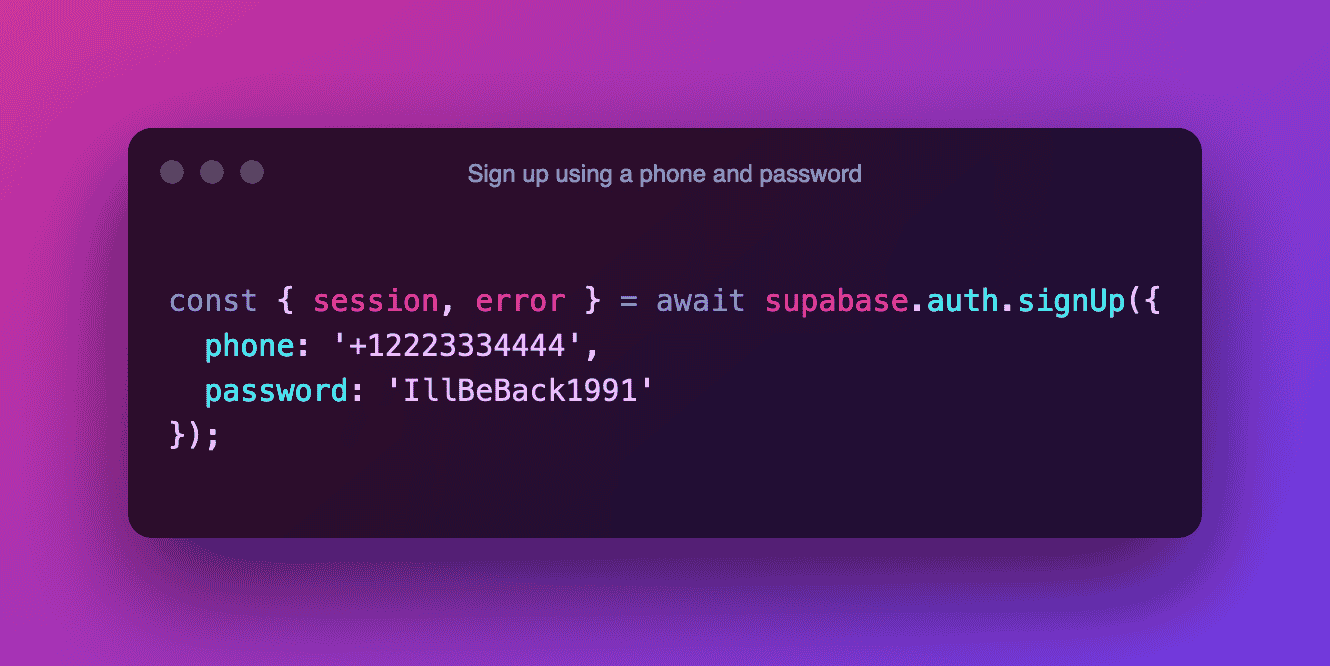 Sign up using a phone and password
const { session, error } = await supabase.auth.signUp({
  phone: '+12223334444',
  password: 'IllBeBack1991'
});